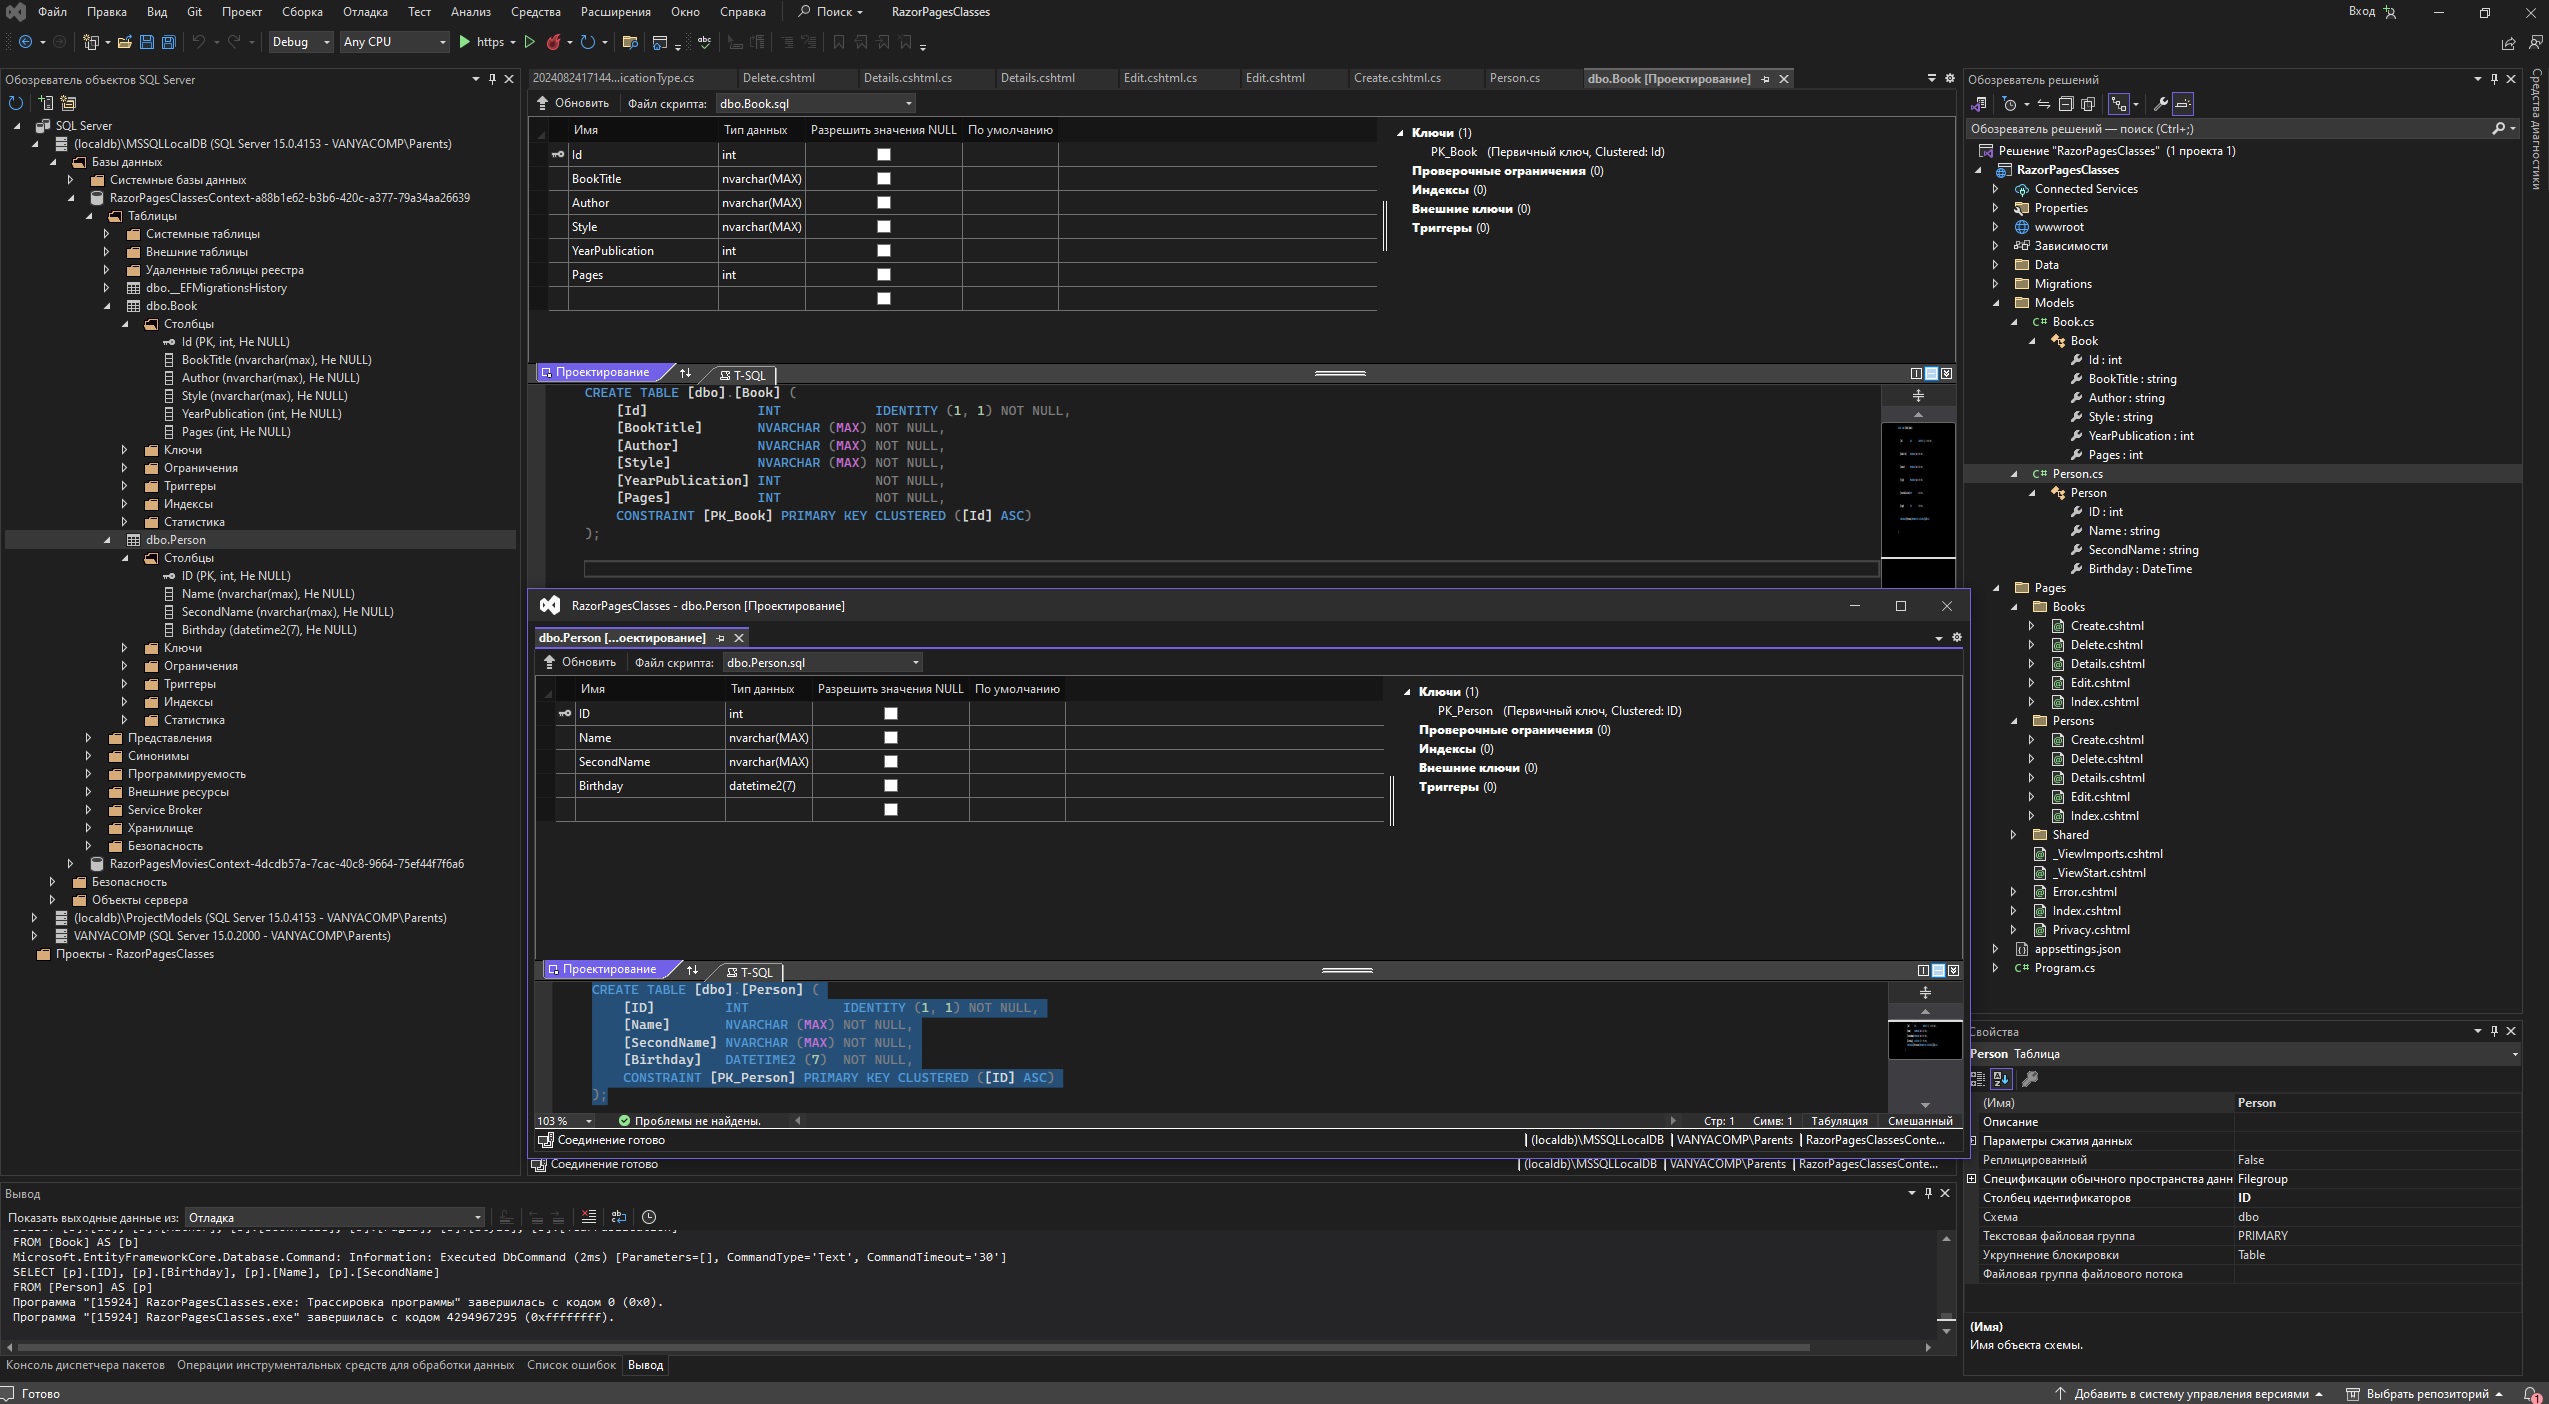 Файл Правка Вид Git Проект Сборка Отладка Тест Анализ Средства Расширения Окно Справка Поиск RazorPagesClasses Вход
Debug Any CPU https
Обозреватель объектов SQL Server
SQL Server
(localdb)\MSSQLLocalDB (SQL Server 15.0.4153 - VANYACOMP\Parents)
Базы данных
Системные базы данных
RazorPagesClassesContext-a88b1e62-b3b6-420c-a377-79a34aa26639
Таблицы
Системные таблицы
Внешние таблицы
Удаленные таблицы реестра
dbo.__EFMigrationsHistory
dbo.Book
Столбцы
Id (PK, int, Не NULL)
BookTitle (nvarchar(max), Не NULL)
Author (nvarchar(max), Не NULL)
Style (nvarchar(max), Не NULL)
YearPublication (int, Не NULL)
Pages (int, Не NULL)
Ключи
Ограничения
Триггеры
Индексы
Статистика
dbo.Person
Столбцы
ID (PK, int, Не NULL)
Name (nvarchar(max), Не NULL)
SecondName (nvarchar(max), Не NULL)
Birthday (datetime2(7), Не NULL)
Ключи
Ограничения
Триггеры
Индексы
Статистика
Представления
Синонимы
Программируемость
Внешние ресурсы
Service Broker
Хранилище
Безопасность
RazorPagesMoviesContext-4dcdb57a-7cac-40c8-9664-75ef44f7f6a6
Безопасность
Объекты сервера
(localdb)\ProjectModels (SQL Server 15.0.4153 - VANYACOMP\Parents)
VANYACOMP (SQL Server 15.0.2000 - VANYACOMP\Parents)
Проекты - RazorPagesClasses
2024082417144...icationType.cs Delete.cshtml Details.cshtml.cs Details.cshtml Edit.cshtml.cs Edit.cshtml Create.cshtml.cs Person.cs dbo.Book [Проектирование]
Обновить Файл скрипта: dbo.Book.sql
Имя Тип данных Разрешить значения NULL По умолчанию
Id int
BookTitle nvarchar(MAX)
Author nvarchar(MAX)
Style nvarchar(MAX)
YearPublication int
Pages int
Ключи (1)
PK_Book (Первичный ключ, Clustered: Id)
Проверочные ограничения (0)
Индексы (0)
Внешние ключи (0)
Триггеры (0)
Проектирование T-SQL
CREATE TABLE [dbo].[Book] (
[Id] INT IDENTITY (1, 1) NOT NULL,
[BookTitle] NVARCHAR (MAX) NOT NULL,
[Author] NVARCHAR (MAX) NOT NULL,
[Style] NVARCHAR (MAX) NOT NULL,
[YearPublication] INT NOT NULL,
[Pages] INT NOT NULL,
CONSTRAINT [PK_Book] PRIMARY KEY CLUSTERED ([Id] ASC)
);
RazorPagesClasses - dbo.Person [Проектирование]
dbo.Person [...оектирование]
Обновить Файл скрипта: dbo.Person.sql
Имя Тип данных Разрешить значения NULL По умолчанию
ID int
Name nvarchar(MAX)
SecondName nvarchar(MAX)
Birthday datetime2(7)
Ключи (1)
PK_Person (Первичный ключ, Clustered: ID)
Проверочные ограничения (0)
Индексы (0)
Внешние ключи (0)
Триггеры (0)
Проектирование T-SQL
CREATE TABLE [dbo].[Person] (
[ID] INT IDENTITY (1, 1) NOT NULL,
[Name] NVARCHAR (MAX) NOT NULL,
[SecondName] NVARCHAR (MAX) NOT NULL,
[Birthday] DATETIME2 (7) NOT NULL,
CONSTRAINT [PK_Person] PRIMARY KEY CLUSTERED ([ID] ASC)
);
103 % Проблемы не найдены. Стр: 1 Симв: 1 Табуляция Смешанный
Соединение готово (localdb)\MSSQLLocalDB VANYACOMP\Parents RazorPagesClassesConte...
Соединение готово (localdb)\MSSQLLocalDB VANYACOMP\Parents RazorPagesClassesConte...
Обозреватель решений
Обозреватель решений — поиск (Ctrl+;)
Решение "RazorPagesClasses" (1 проекта 1)
RazorPagesClasses
Connected Services
Properties
wwwroot
Зависимости
Data
Migrations
Models
C# Book.cs
Book
Id : int
BookTitle : string
Author : string
Style : string
YearPublication : int
Pages : int
C# Person.cs
Person
ID : int
Name : string
SecondName : string
Birthday : DateTime
Pages
Books
Create.cshtml
Delete.cshtml
Details.cshtml
Edit.cshtml
Index.cshtml
Persons
Create.cshtml
Delete.cshtml
Details.cshtml
Edit.cshtml
Index.cshtml
Shared
_ViewImports.cshtml
_ViewStart.cshtml
Error.cshtml
Index.cshtml
Privacy.cshtml
appsettings.json
C# Program.cs
Средства диагностики
Свойства
Person Таблица
(Имя) Person
Описание
Параметры сжатия данных
Реплицированный False
Спецификации обычного пространства данн Filegroup
Столбец идентификаторов ID
Схема dbo
Текстовая файловая группа PRIMARY
Укрупнение блокировки Table
Файловая группа файлового потока
(Имя)
Имя объекта схемы.
Вывод
Показать выходные данные из: Отладка
FROM [Book] AS [b]
Microsoft.EntityFrameworkCore.Database.Command: Information: Executed DbCommand (2ms) [Parameters=[], CommandType='Text', CommandTimeout='30']
SELECT [p].[ID], [p].[Birthday], [p].[Name], [p].[SecondName]
FROM [Person] AS [p]
Программа "[15924] RazorPagesClasses.exe: Трассировка программы" завершилась с кодом 0 (0x0).
Программа "[15924] RazorPagesClasses.exe" завершилась с кодом 4294967295 (0xffffffff).
Консоль диспетчера пакетов Операции инструментальных средств для обработки данных Список ошибок Вывод
Готово Добавить в систему управления версиями Выбрать репозиторий 1